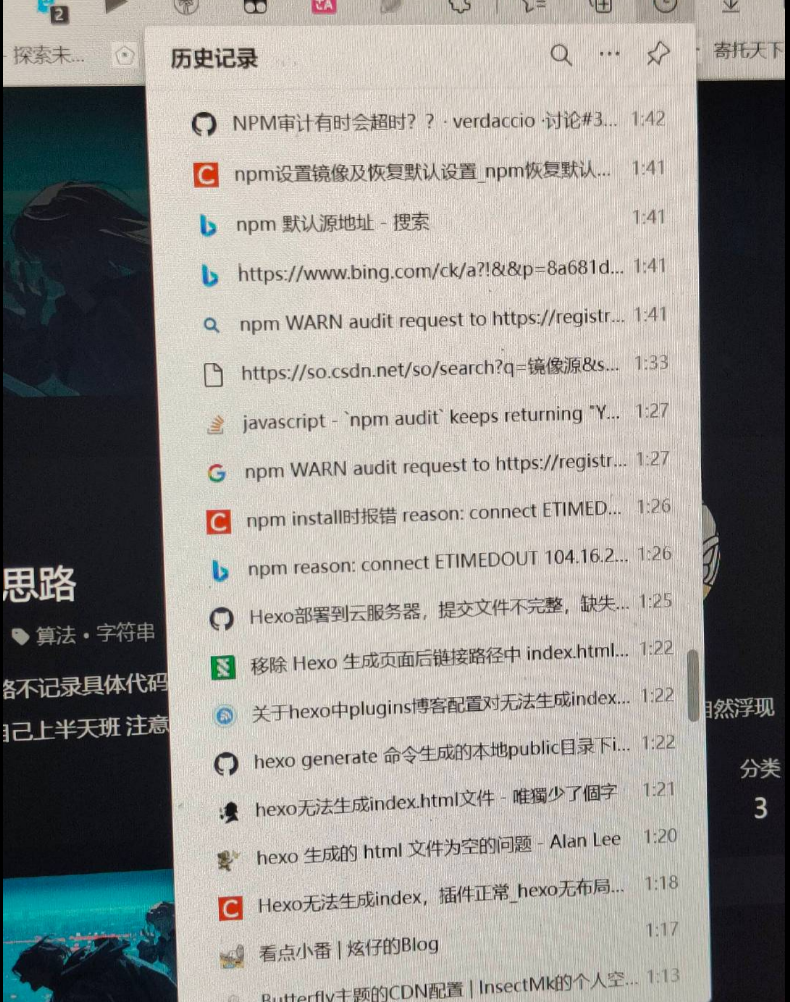 2
CA
探索未...
寄托天下
历史记录
NPM审计有时会超时？？ · verdaccio ·讨论#3... 1:42
npm设置镜像及恢复默认设置_npm恢复默认... 1:41
npm 默认源地址 - 搜索 1:41
https://www.bing.com/ck/a?!&&p=8a681d... 1:41
npm WARN audit request to https://registr... 1:41
https://so.csdn.net/so/search?q=镜像源&s... 1:33
javascript - `npm audit` keeps returning "Y... 1:27
npm WARN audit request to https://registr... 1:27
npm install时报错 reason: connect ETIMED... 1:26
npm reason: connect ETIMEDOUT 104.16.2... 1:26
Hexo部署到云服务器，提交文件不完整，缺失... 1:25
移除 Hexo 生成页面后链接路径中 index.html... 1:22
关于hexo中plugins博客配置对无法生成index... 1:22
hexo generate 命令生成的本地public目录下i... 1:22
hexo无法生成index.html文件 - 唯獨少了個字 1:21
hexo 生成的 html 文件为空的问题 - Alan Lee 1:20
Hexo无法生成index，插件正常_hexo无布局... 1:18
看点小番 | 炫仔的Blog 1:17
Butterfly主题的CDN配置 | InsectMk的个人空... 1:13
思路
算法 · 字符串
路不记录具体代码
自己上半天班 注意
自然浮现
分类
3